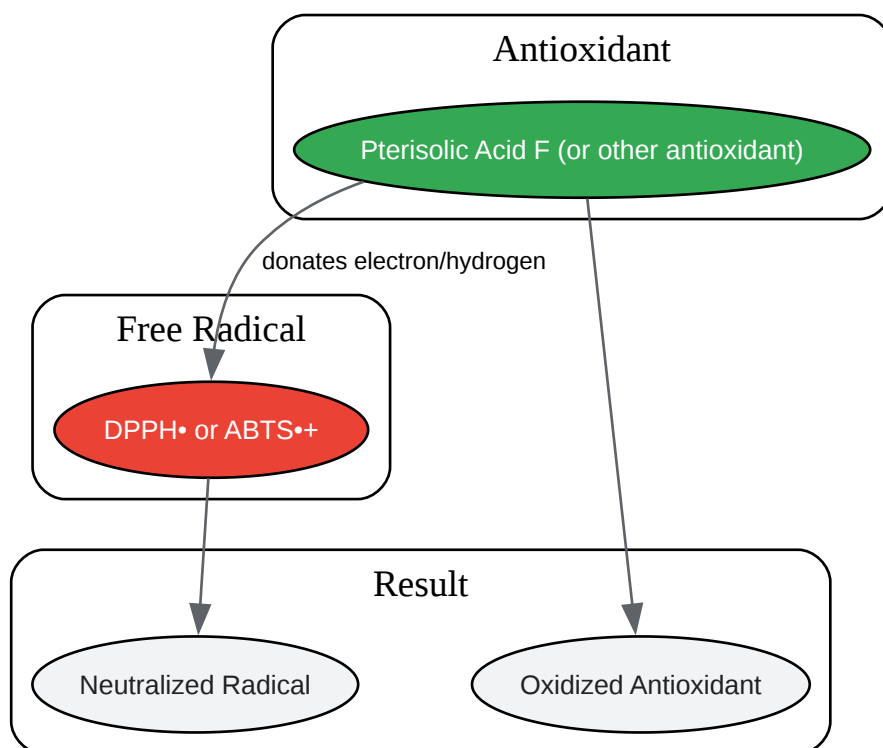 Antioxidant
Pterisolic Acid F (or other antioxidant)
donates electron/hydrogen
Free Radical
DPPH• or ABTS•+
Result
Neutralized Radical
Oxidized Antioxidant